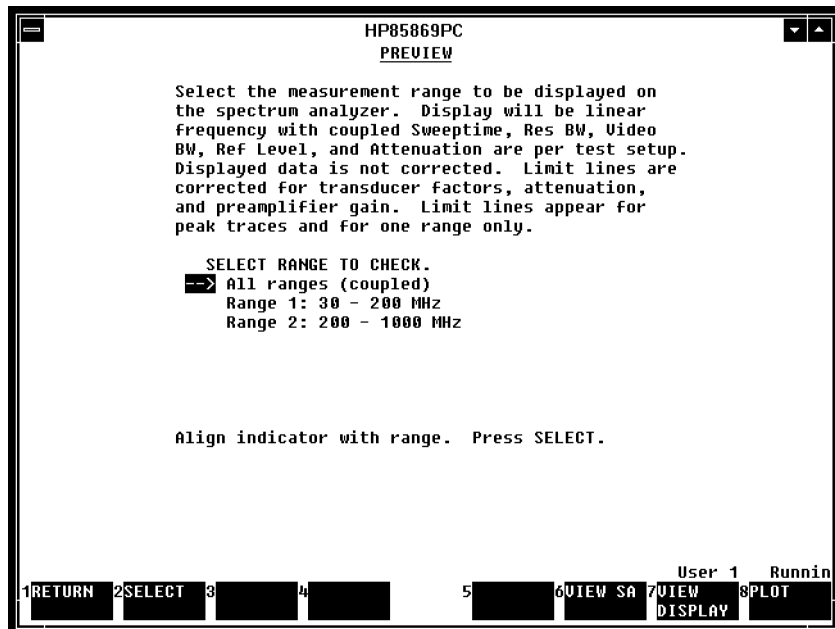 HP85869PC
PREVIEW
Select the measurement range to be displayed on
the spectrum analyzer.  Display will be linear
frequency with coupled Sweeptime, Res BW, Video
BW, Ref Level, and Attenuation are per test setup.
Displayed data is not corrected.  Limit lines are
corrected for transducer factors, attenuation,
and preamplifier gain.  Limit lines appear for
peak traces and for one range only.
SELECT RANGE TO CHECK.
--> All ranges (coupled)
Range 1: 30 - 200 MHz
Range 2: 200 - 1000 MHz
Align indicator with range.  Press SELECT.
User 1   Runnin
1RETURN 2SELECT 3 4 5 6VIEW SA 7VIEW 8PLOT
DISPLAY